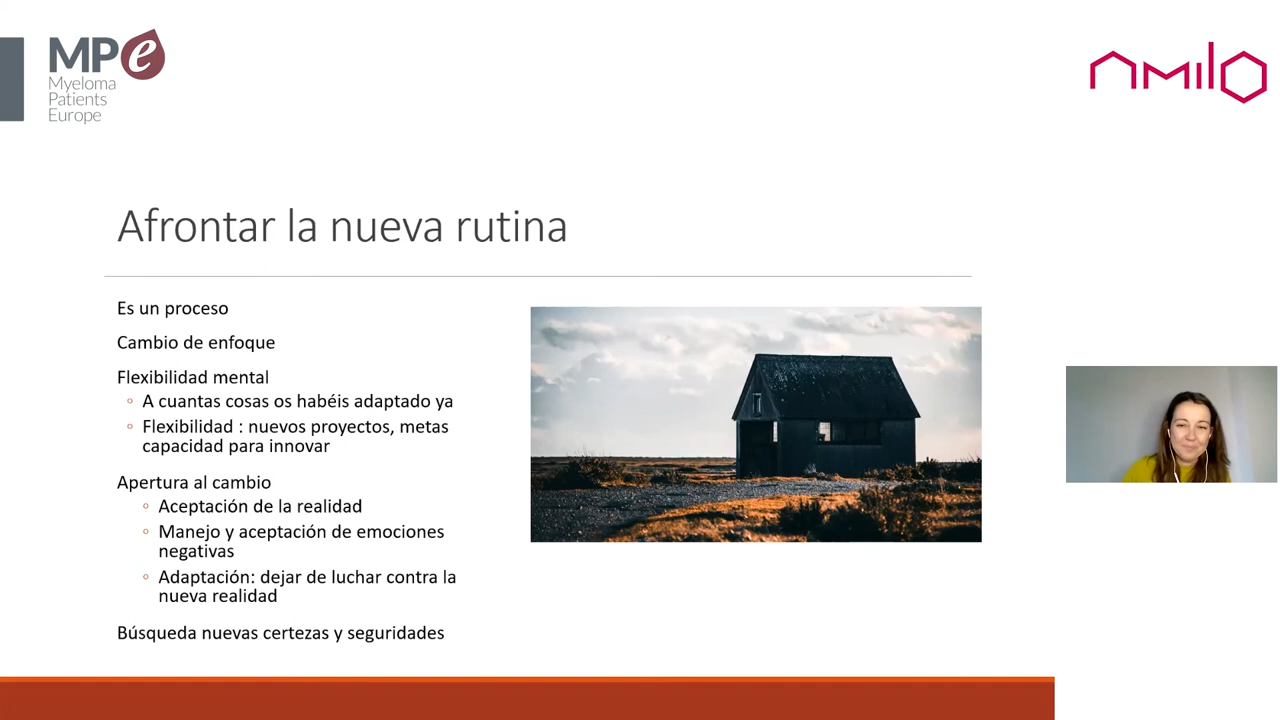 MPe
Myeloma
Patients
Europe
amilo
Afrontar la nueva rutina
Es un proceso
Cambio de enfoque
Flexibilidad mental
◦ A cuantas cosas os habéis adaptado ya
◦ Flexibilidad : nuevos proyectos, metas
capacidad para innovar
Apertura al cambio
◦ Aceptación de la realidad
◦ Manejo y aceptación de emociones
negativas
◦ Adaptación: dejar de luchar contra la
nueva realidad
Búsqueda nuevas certezas y seguridades